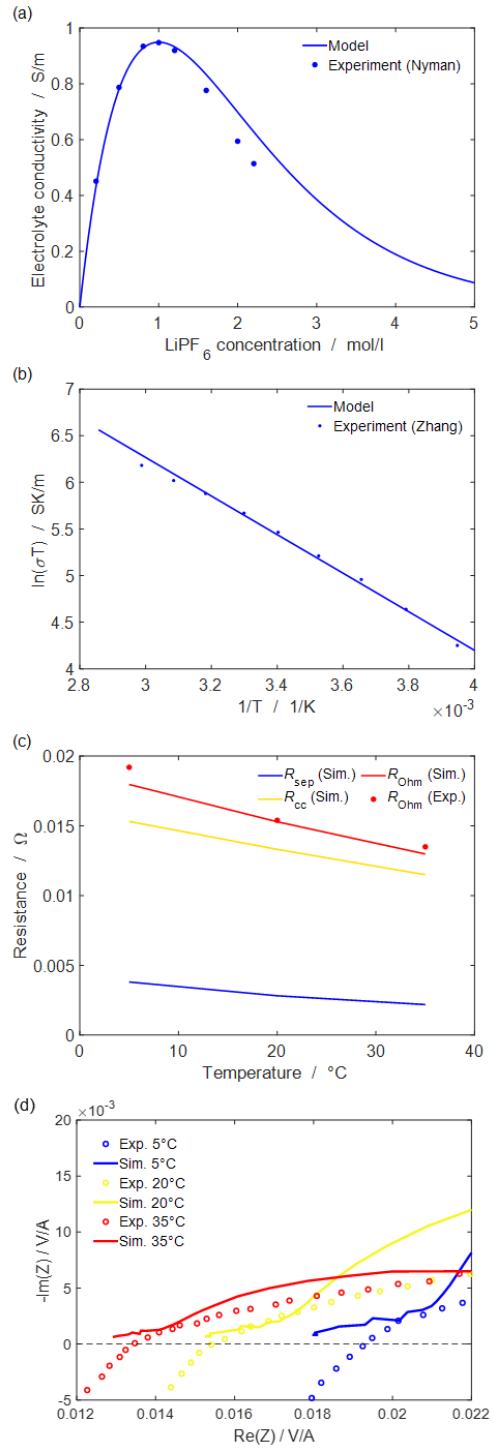 (a)
1
0.8
0.6
0.4
0.2
0
Electrolyte conductivity / S/m
Model
Experiment (Nyman)
0 1 2 3 4 5
LiPF6 concentration / mol/l
(b)
7
6.5
6
5.5
5
4.5
4
ln(σT) / SK/m
Model
Experiment (Zhang)
2.8 3 3.2 3.4 3.6 3.8 4
1/T / 1/K
×10-3
(c)
0.02
0.015
0.01
0.005
0
Resistance / Ω
Rsep (Sim.) ROhm (Sim.)
Rcc (Sim.) ROhm (Exp.)
0 10 20 30 40
Temperature / °C
(d)
×10-3
20
15
10
5
0
-5
-Im(Z) / V/A
Exp. 5°C
Sim. 5°C
Exp. 20°C
Sim. 20°C
Exp. 35°C
Sim. 35°C
0.012 0.014 0.016 0.018 0.02 0.022
Re(Z) / V/A